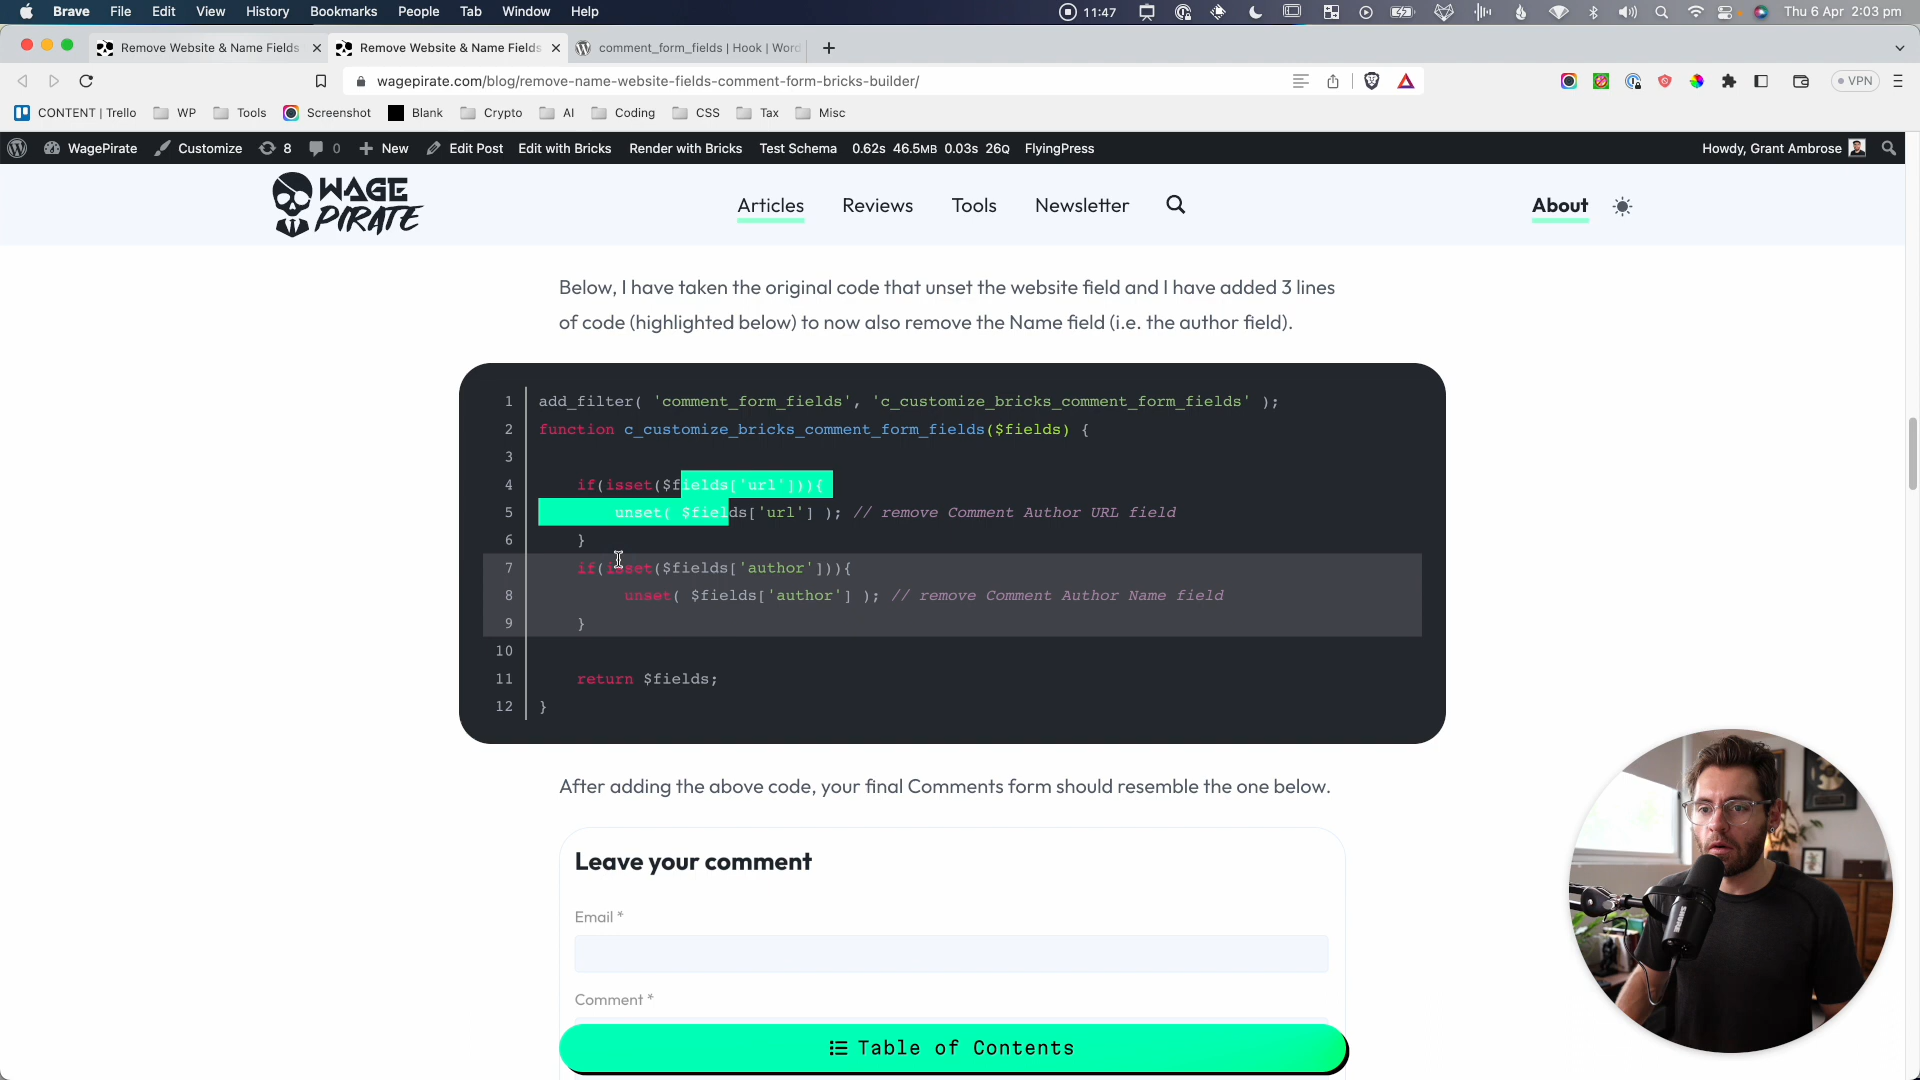 Brave File Edit View History Bookmarks People Tab Window Help 11:47 Thu 6 Apr 2:03 pm
Remove Website & Name Fields Remove Website & Name Fields comment_form_fields | Hook | Word
wagepirate.com/blog/remove-name-website-fields-comment-form-bricks-builder/ VPN
CONTENT | Trello WP Tools Screenshot Blank Crypto AI Coding CSS Tax Misc
WagePirate Customize 8 0 New Edit Post Edit with Bricks Render with Bricks Test Schema 0.62s 46.5MB 0.03s 26Q FlyingPress Howdy, Grant Ambrose
WAGE
PIRATE
Articles Reviews Tools Newsletter About
Below, I have taken the original code that unset the website field and I have added 3 lines
of code (highlighted below) to now also remove the Name field (i.e. the author field).
1 add_filter( 'comment_form_fields', 'c_customize_bricks_comment_form_fields' );
2 function c_customize_bricks_comment_form_fields($fields) {
3
4 if(isset($fields['url'])){
5 unset( $fields['url'] ); // remove Comment Author URL field
6 }
7 if(isset($fields['author'])){
8 unset( $fields['author'] ); // remove Comment Author Name field
9 }
10
11 return $fields;
12 }
After adding the above code, your final Comments form should resemble the one below.
Leave your comment
Email *
Comment *
Table of Contents